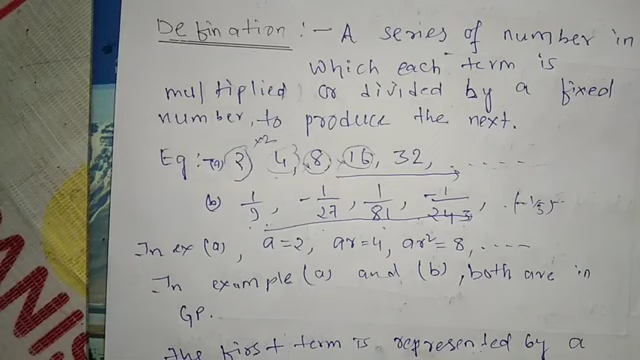 Defination :- A series of number in
which each term is
multiplied or divided by a fixed
number, to produce the next.
×2
Eg :- (a) 2, 4, 8, 16, 32, ......
(b) 1/9, -1/27, 1/81, -1/243, (-1/3).
In ex (a), a=2, ar=4, ar²=8, ....
In example (a) and (b), both are in
GP.
The first term is represented by a
ANIS